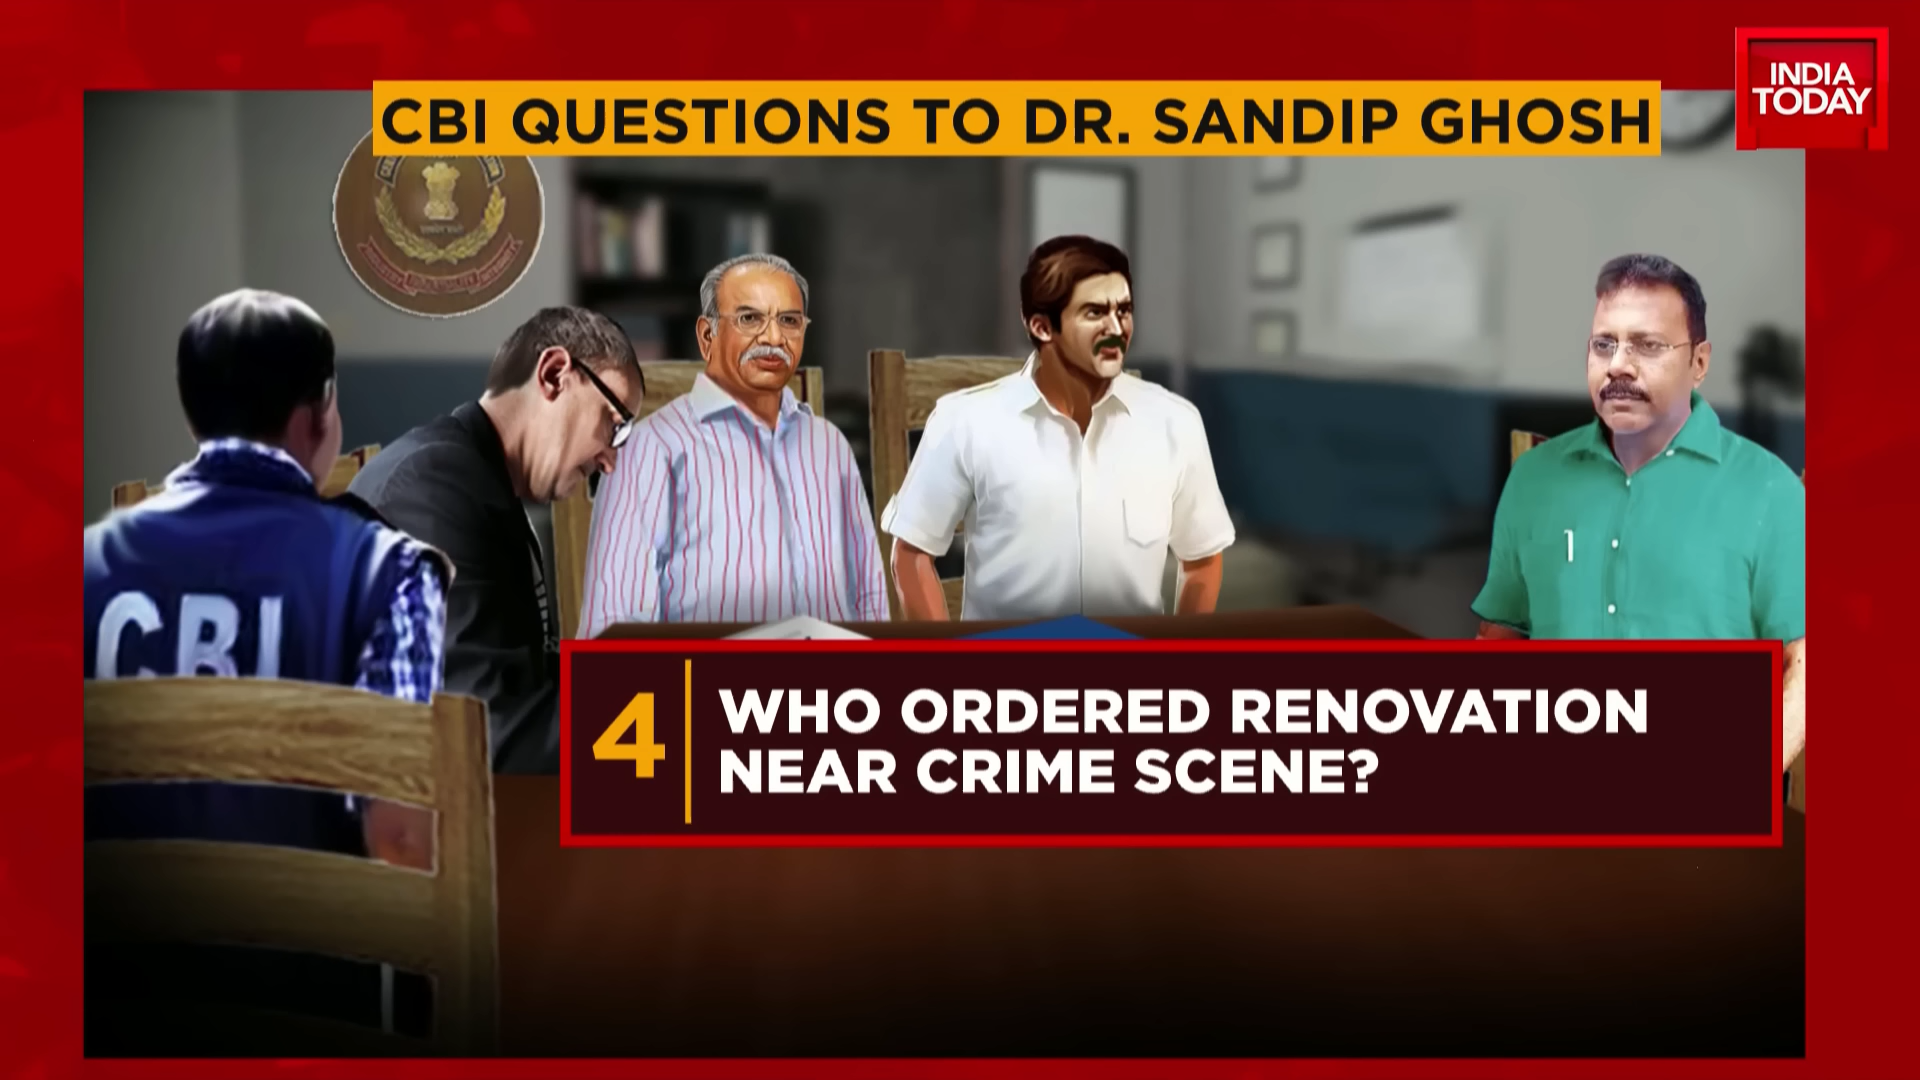 CBI QUESTIONS TO DR. SANDIP GHOSH
INDIA
TODAY
CBI
4
WHO ORDERED RENOVATION
NEAR CRIME SCENE?